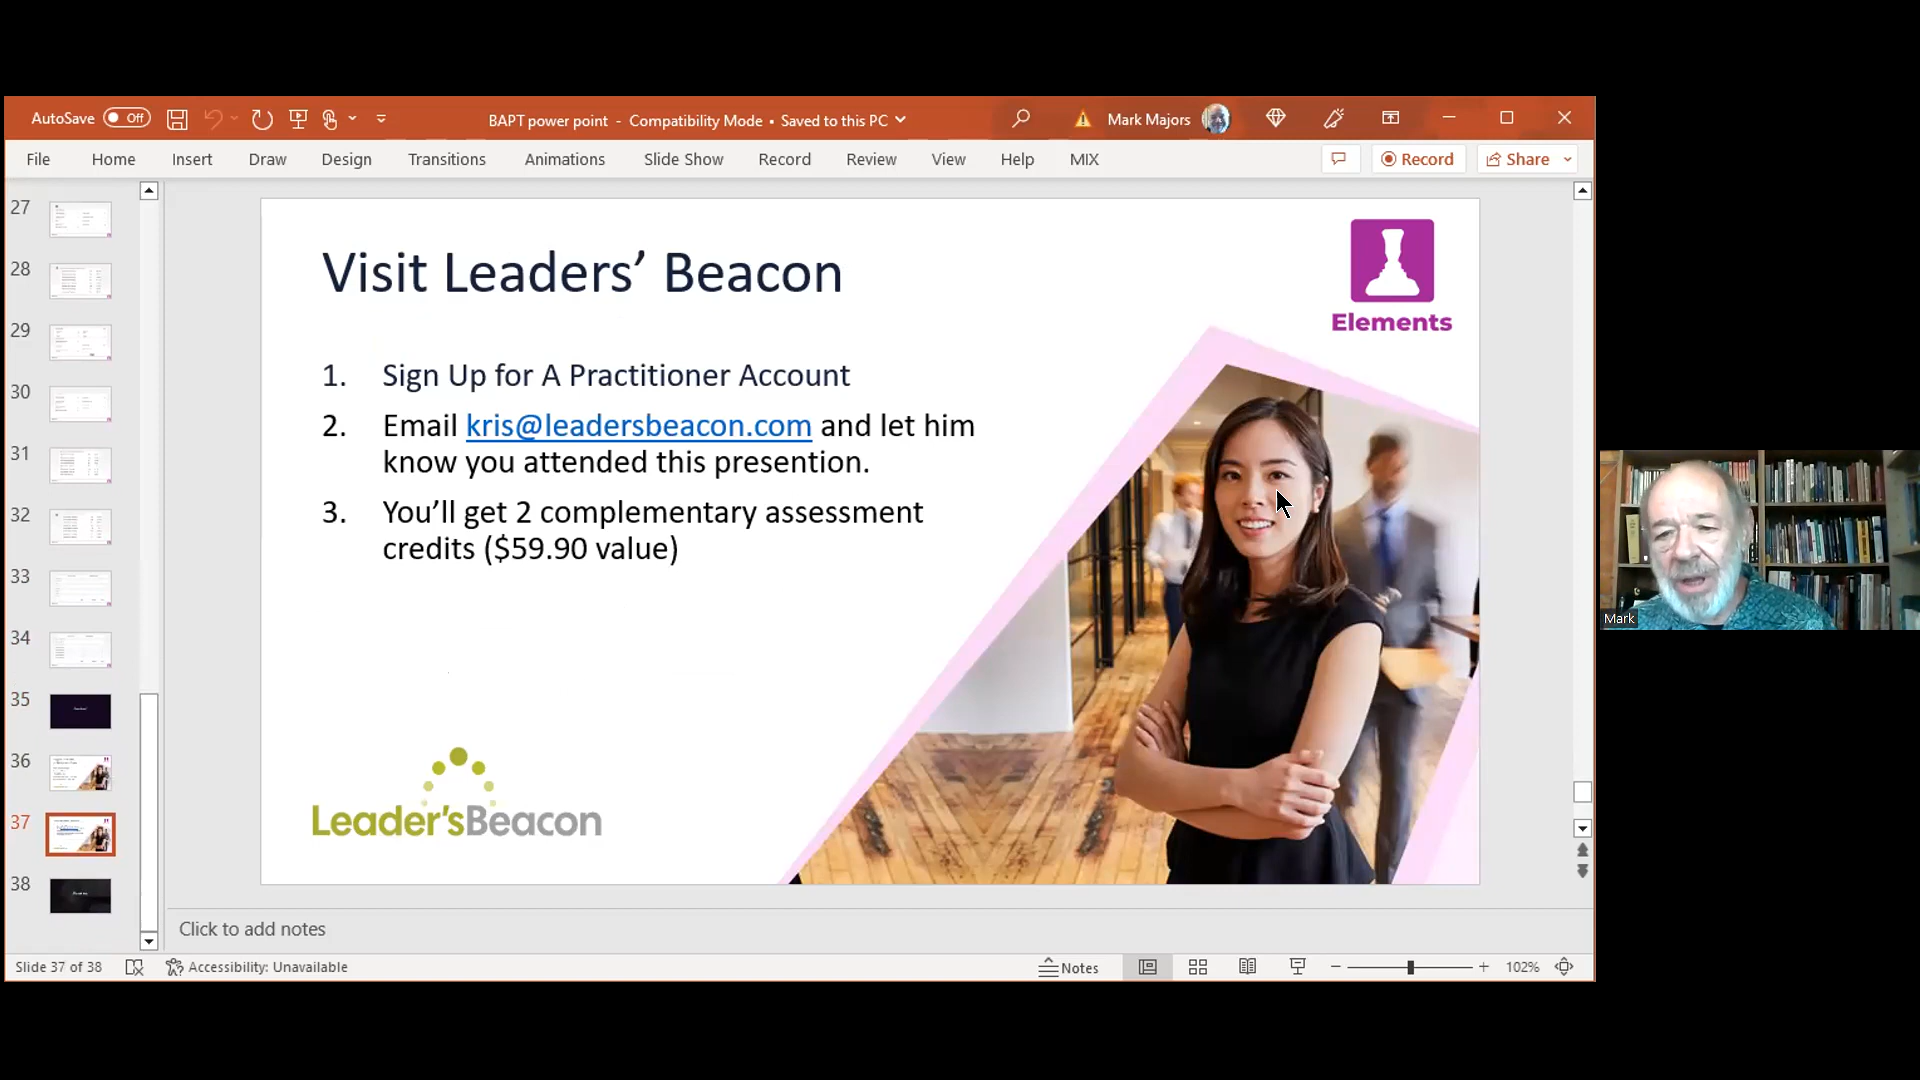 AutoSave Off
BAPT power point - Compatibility Mode • Saved to this PC
Mark Majors
File Home Insert Draw Design Transitions Animations Slide Show Record Review View Help MIX
Record Share
27
28
29
30
31
32
33
34
35
36
37
38
Visit Leaders’ Beacon
Elements
1. Sign Up for A Practitioner Account
2. Email kris@leadersbeacon.com and let him
know you attended this presention.
3. You’ll get 2 complementary assessment
credits ($59.90 value)
Leader’sBeacon
Mark
Click to add notes
Slide 37 of 38 Accessibility: Unavailable Notes 102%